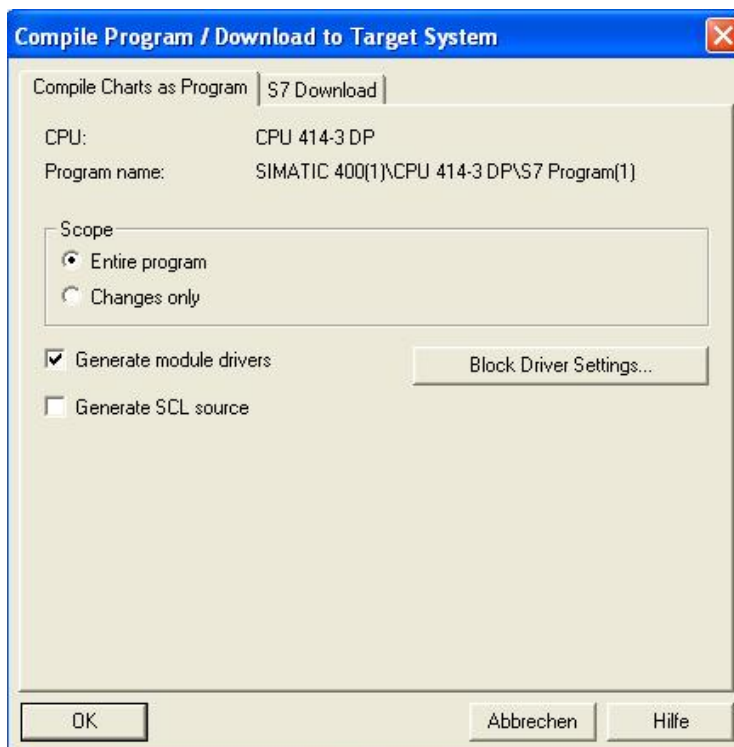 Compile Program / Download to Target System
Compile Charts as Program
S7 Download
CPU: CPU 414-3 DP
Program name: SIMATIC 400(1)\CPU 414-3 DP\S7 Program(1)
Scope
Entire program
Changes only
Generate module drivers
Block Driver Settings...
Generate SCL source
OK
Abbrechen
Hilfe